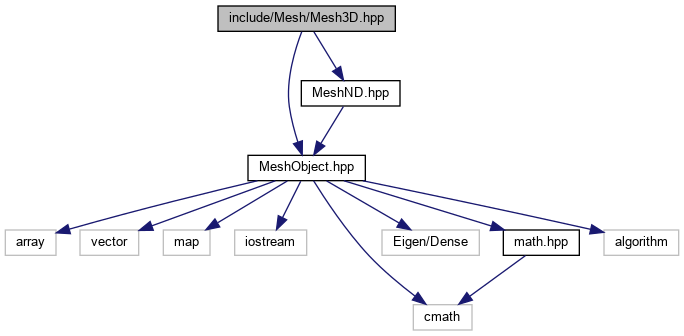 include/Mesh/Mesh3D.hpp
MeshND.hpp
MeshObject.hpp
array
vector
map
iostream
Eigen/Dense
math.hpp
algorithm
cmath